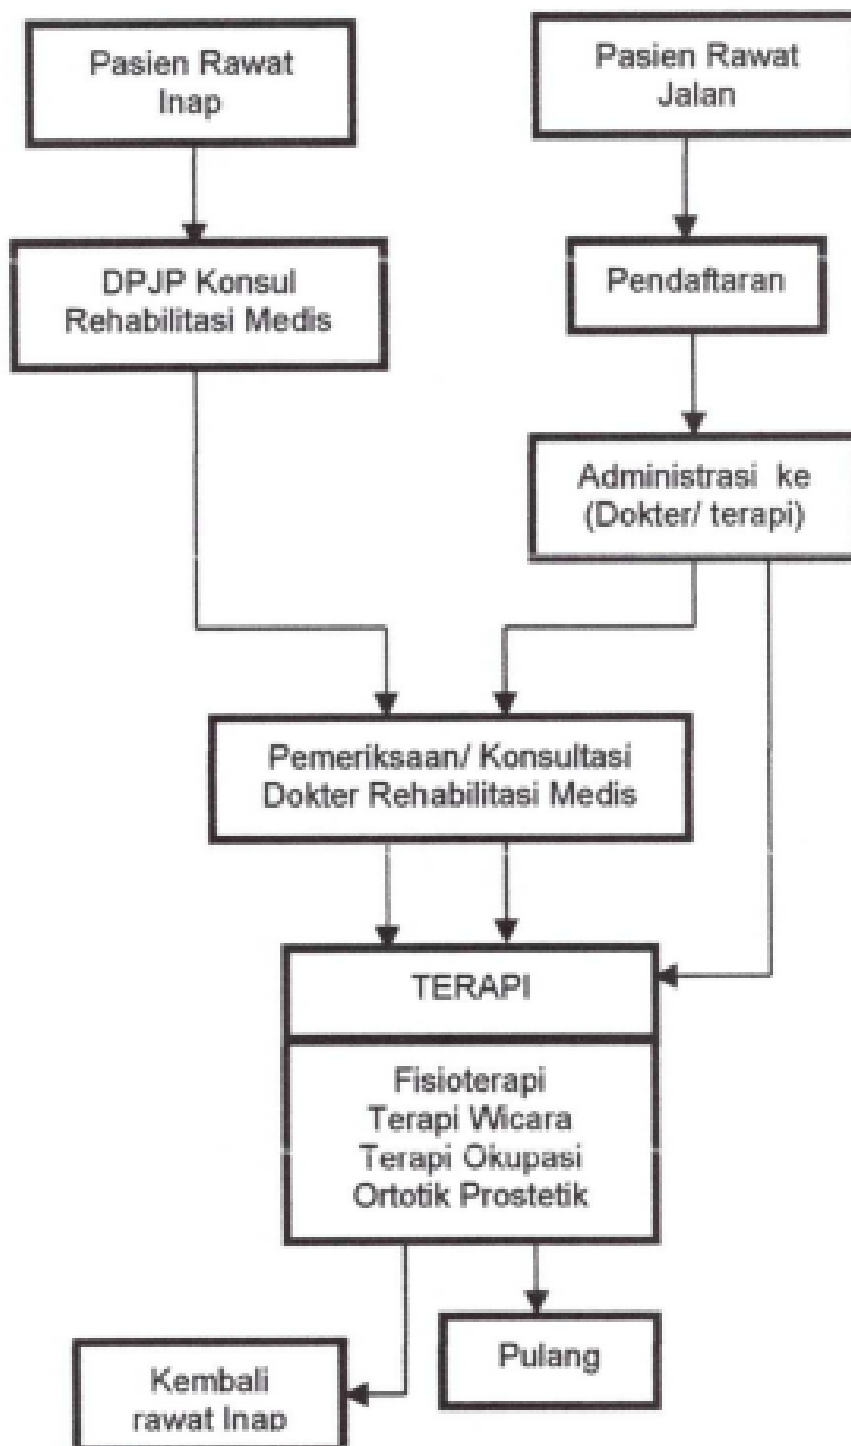 Pasien Rawat
Inap
Pasien Rawat
Jalan
DPJP Konsul
Rehabilitasi Medis
Pendaftaran
Administrasi ke
(Dokter/ terapi)
Pemeriksaan/ Konsultasi
Dokter Rehabilitasi Medis
TERAPI
Fisioterapi
Terapi Wicara
Terapi Okupasi
Ortotik Prostetik
Pulang
Kembali
rawat Inap